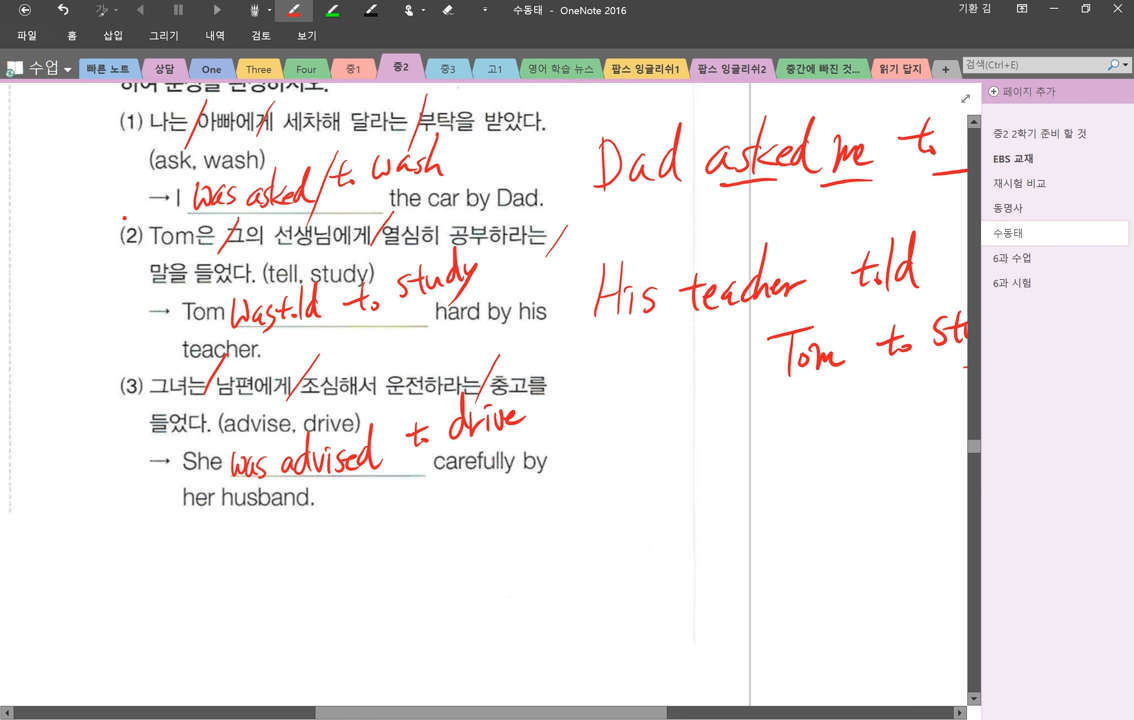 수동태 - OneNote 2016
기환 김
파일 홈 삽입 그리기 내역 검토 보기
수업 빠른 노트 상담 One Three Four 중1 중2 중3 고1 영어 학습 뉴스 팝스 잉글리쉬1 팝스 잉글리쉬2 중간에 빠진 것... 읽기 답지 +
검색(Ctrl+E)
페이지 추가
중2 2학기 준비 할 것
EBS 교재
재시험 비교
동명사
수동태
6과 수업
6과 시험
(1) 나는 아빠에게 세차해 달라는 부탁을 받았다.
(ask, wash)
→ I was asked to wash the car by Dad.
(2) Tom은 그의 선생님에게 열심히 공부하라는
말을 들었다. (tell, study)
→ Tom was told to study hard by his
teacher.
(3) 그녀는 남편에게 조심해서 운전하라는 충고를
들었다. (advise, drive)
→ She was advised to drive carefully by
her husband.
Dad asked me to
His teacher told
Tom to